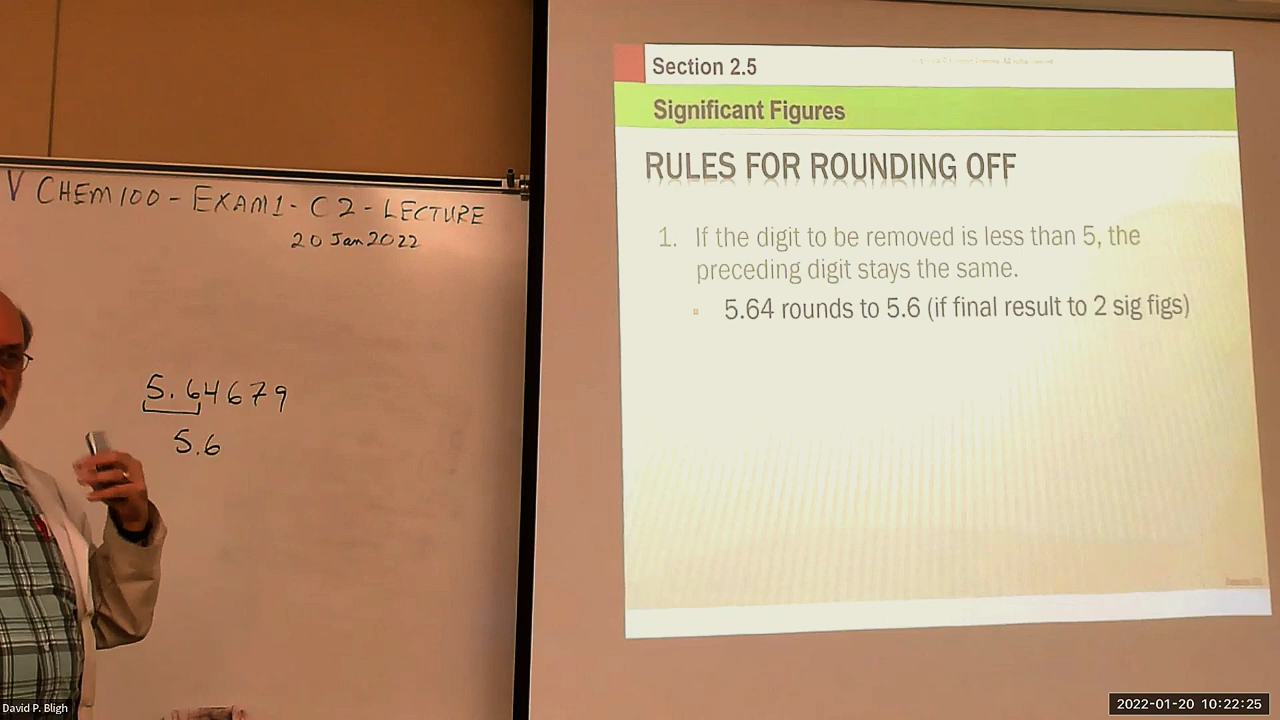 V CHEM100 - EXAM1 - C2 - LECTURE
20 Jan 2022
5.64679
5.6
Section 2.5
Significant Figures
RULES FOR ROUNDING OFF
1. If the digit to be removed is less than 5, the
preceding digit stays the same.
▪ 5.64 rounds to 5.6 (if final result to 2 sig figs)
David P. Bligh
2022-01-20 10:22:25